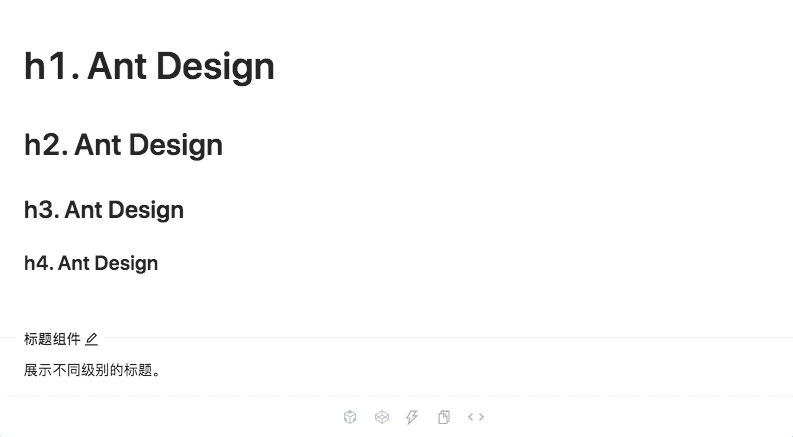 h1. Ant Design
h2. Ant Design
h3. Ant Design
h4. Ant Design
标题组件
展示不同级别的标题。